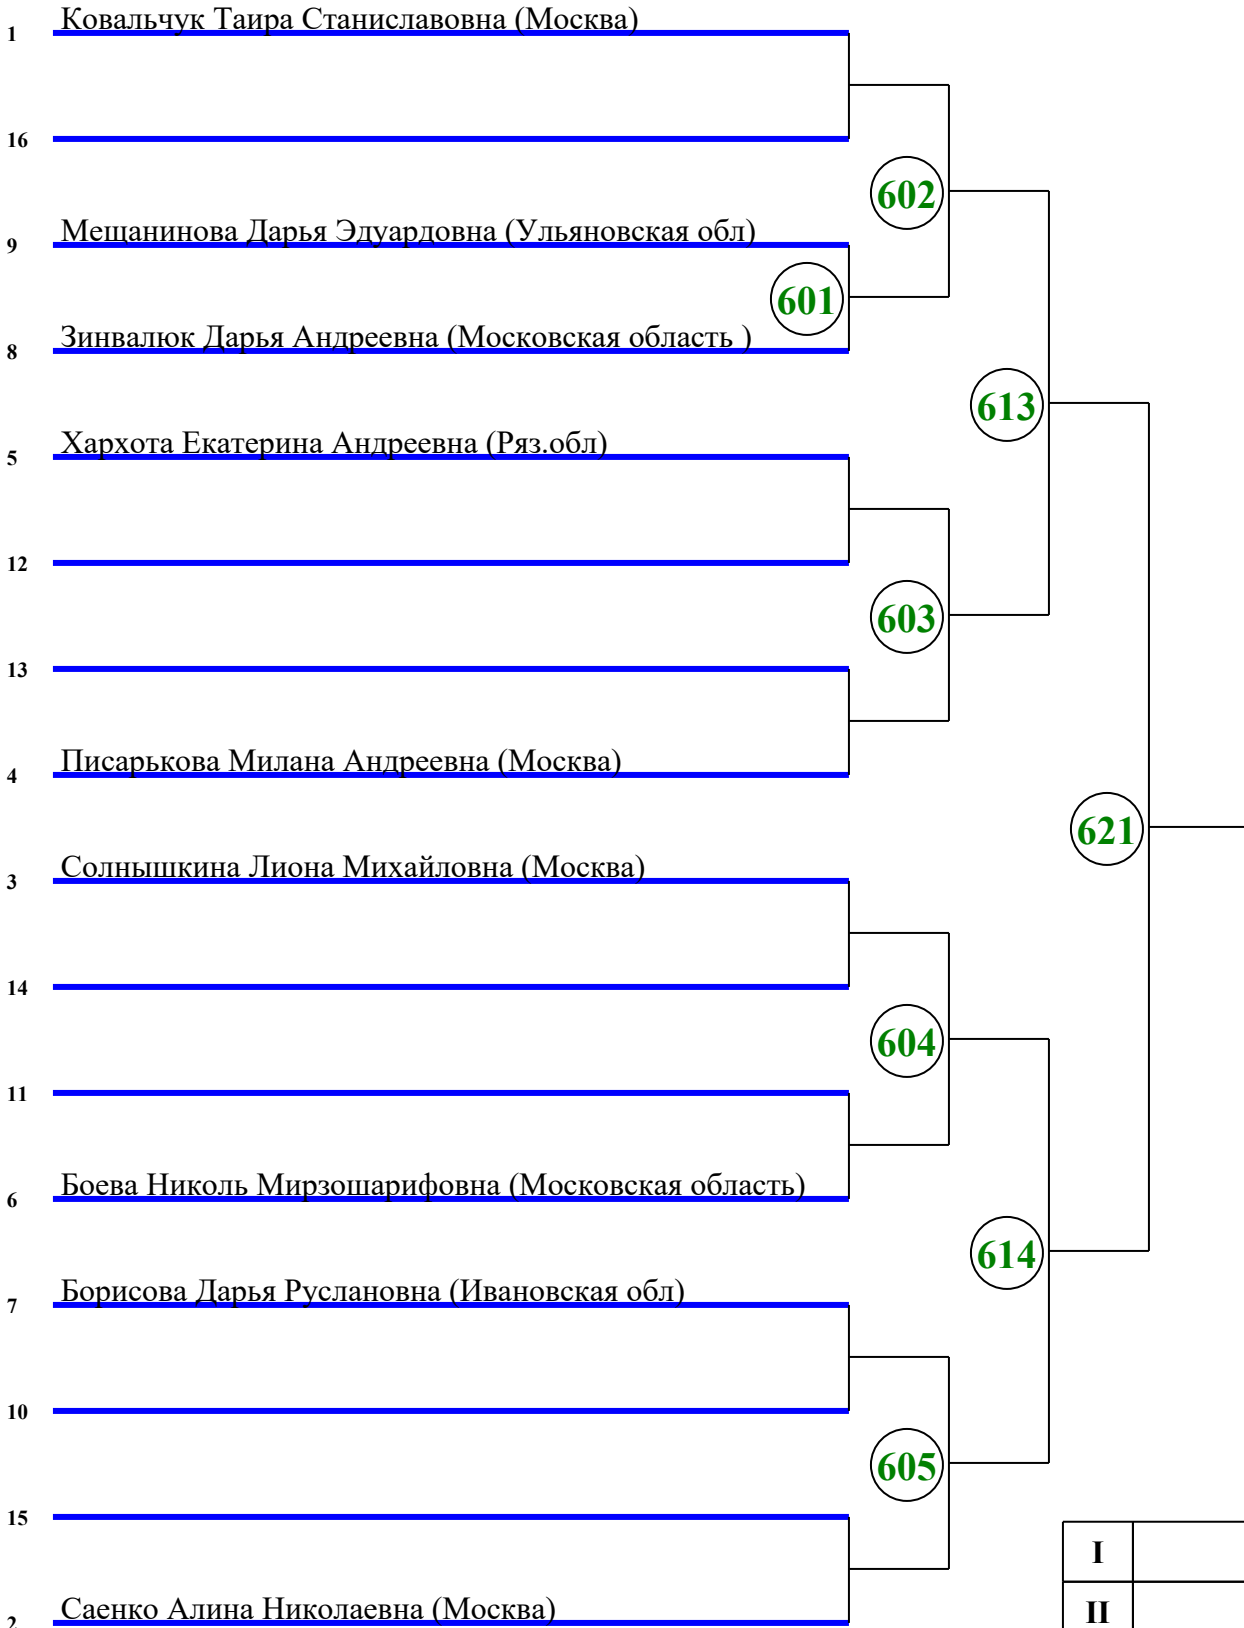 1 Ковальчук Таира Станиславовна (Москва)
16
602
9 Мещанинова Дарья Эдуардовна (Ульяновская обл)
601
8 Зинвалюк Дарья Андреевна (Московская область )
613
5 Хархота Екатерина Андреевна (Ряз.обл)
12
603
13
4 Писарькова Милана Андреевна (Москва)
621
3 Солнышкина Лиона Михайловна (Москва)
14
604
11
6 Боева Николь Мирзошарифовна (Московская область)
614
7 Борисова Дарья Руслановна (Ивановская обл)
10
605
15
I
2 Саенко Алина Николаевна (Москва)
II